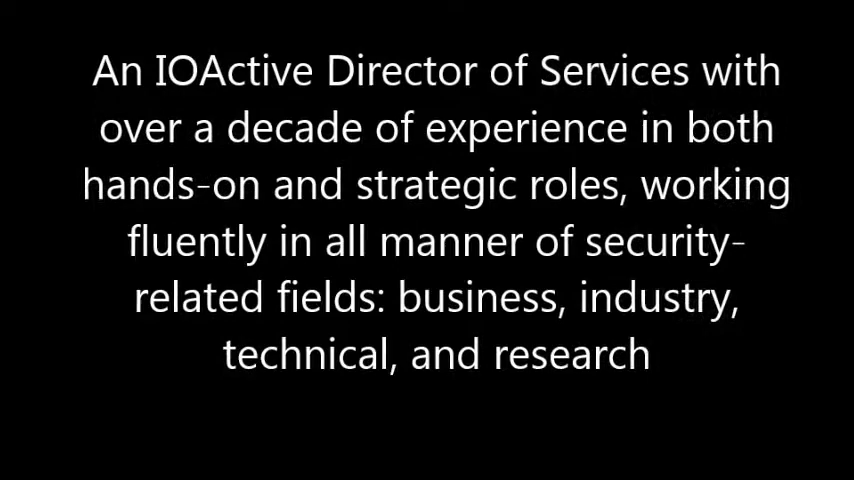 An IOActive Director of Services with
over a decade of experience in both
hands-on and strategic roles, working
fluently in all manner of security-
related fields: business, industry,
technical, and research